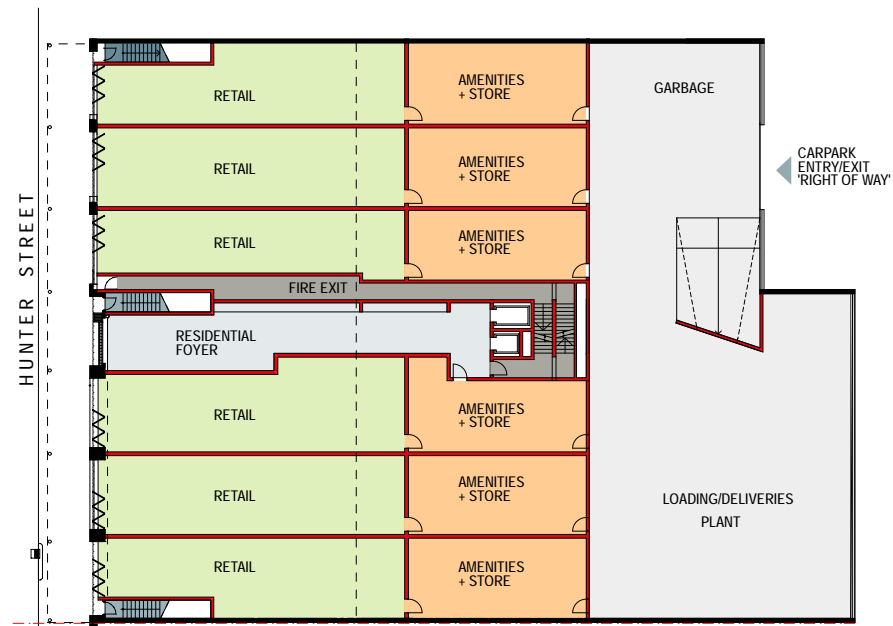 HUNTER STREET
RETAIL
AMENITIES
+ STORE
GARBAGE
CARPARK
ENTRY/EXIT
'RIGHT OF WAY'
RETAIL
AMENITIES
+ STORE
RETAIL
AMENITIES
+ STORE
FIRE EXIT
RESIDENTIAL
FOYER
RETAIL
AMENITIES
+ STORE
RETAIL
AMENITIES
+ STORE
LOADING/DELIVERIES
PLANT
RETAIL
AMENITIES
+ STORE